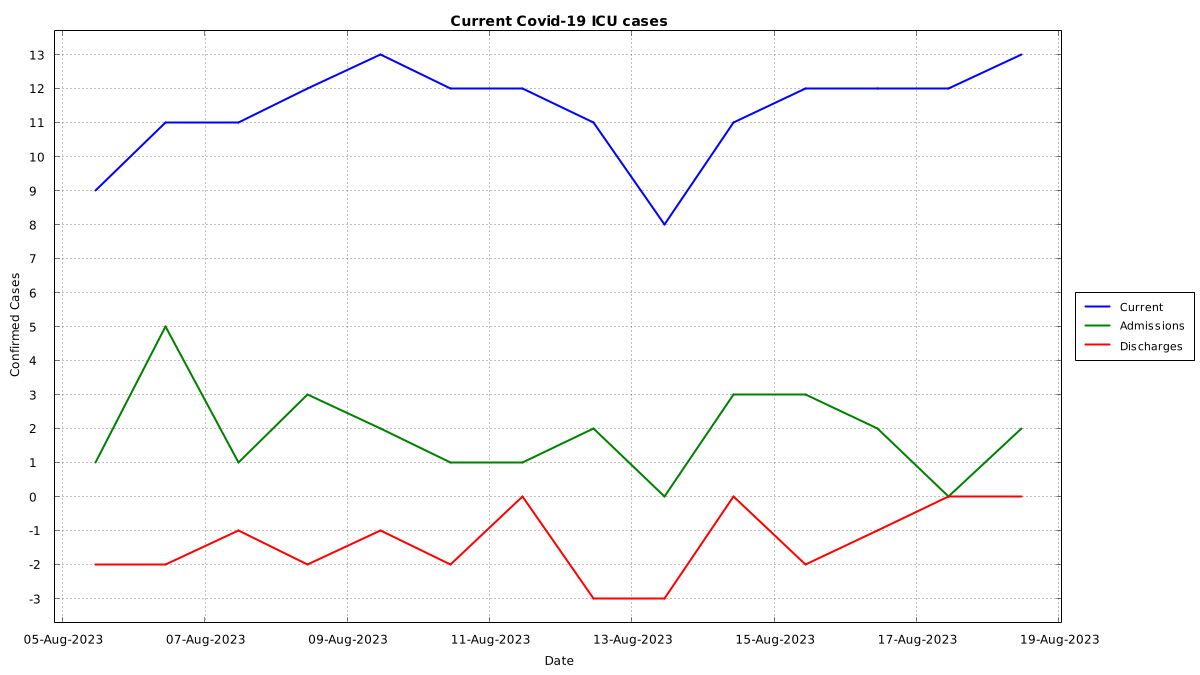 Current Covid-19 ICU cases
13
12
11
10
9
8
7
6
5
4
3
2
1
0
-1
-2
-3
Confirmed Cases
05-Aug-2023 07-Aug-2023 09-Aug-2023 11-Aug-2023 13-Aug-2023 15-Aug-2023 17-Aug-2023 19-Aug-2023
Date
Current
Admissions
Discharges